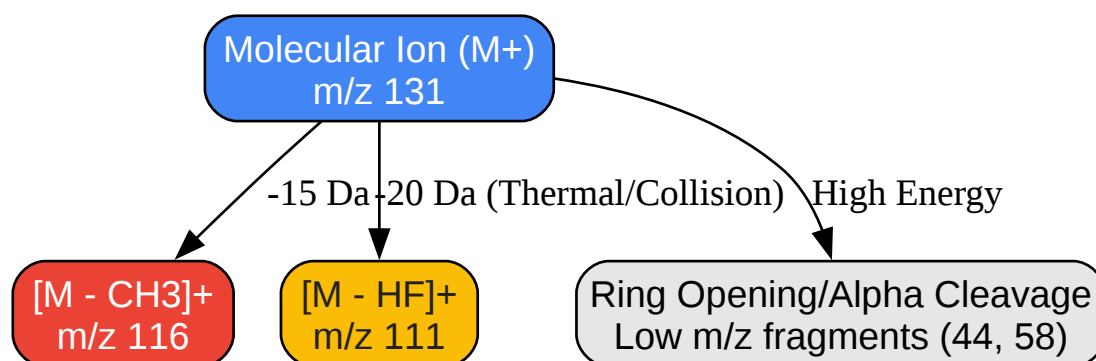 Molecular Ion (M+)
m/z 131
-15 Da
-20 Da (Thermal/Collision)
High Energy
[M - CH3]+
m/z 116
[M - HF]+
m/z 111
Ring Opening/Alpha Cleavage
Low m/z fragments (44, 58)